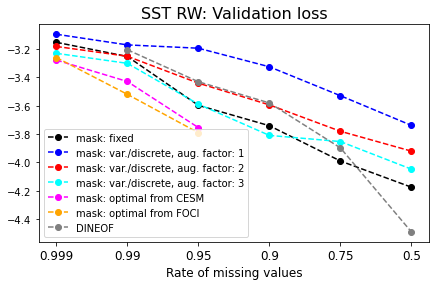 SST RW: Validation loss
−3.2
−3.4
−3.6
−3.8
−4.0
−4.2
−4.4
mask: fixed
mask: var./discrete, aug. factor: 1
mask: var./discrete, aug. factor: 2
mask: var./discrete, aug. factor: 3
mask: optimal from CESM
mask: optimal from FOCI
DINEOF
0.999 0.99 0.95 0.9 0.75 0.5
Rate of missing values